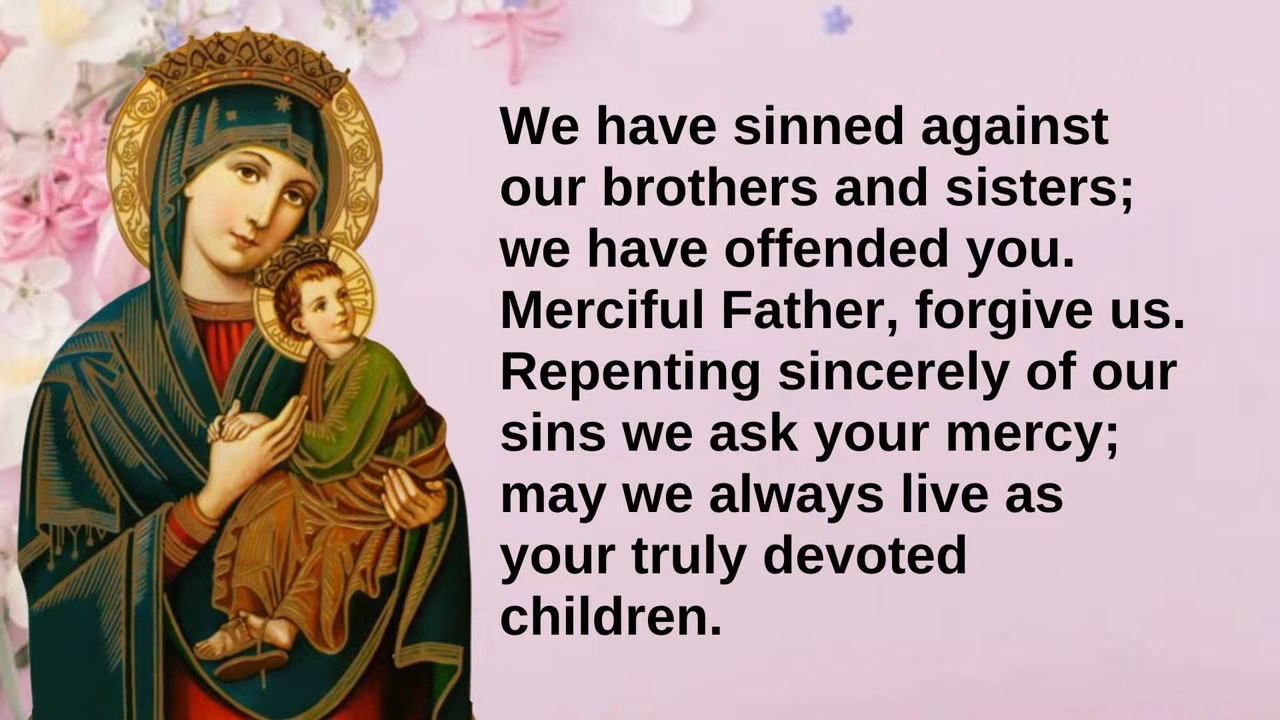 We have sinned against
our brothers and sisters;
we have offended you.
Merciful Father, forgive us.
Repenting sincerely of our
sins we ask your mercy;
may we always live as
your truly devoted
children.